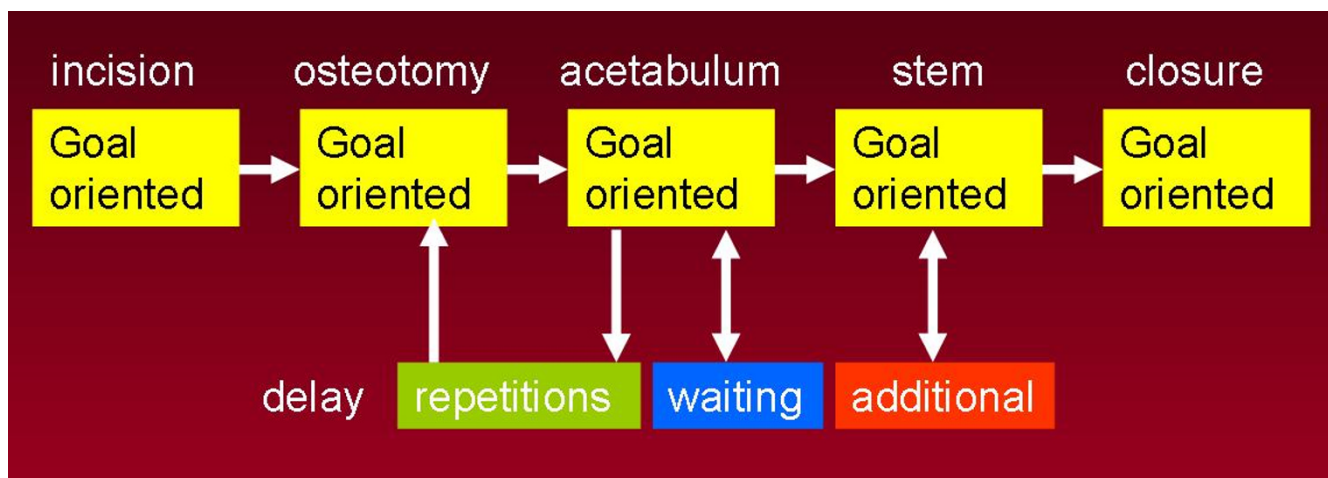 incision osteotomy acetabulum stem closure
Goal Goal Goal Goal Goal
oriented oriented oriented oriented oriented
delay repetitions waiting additional